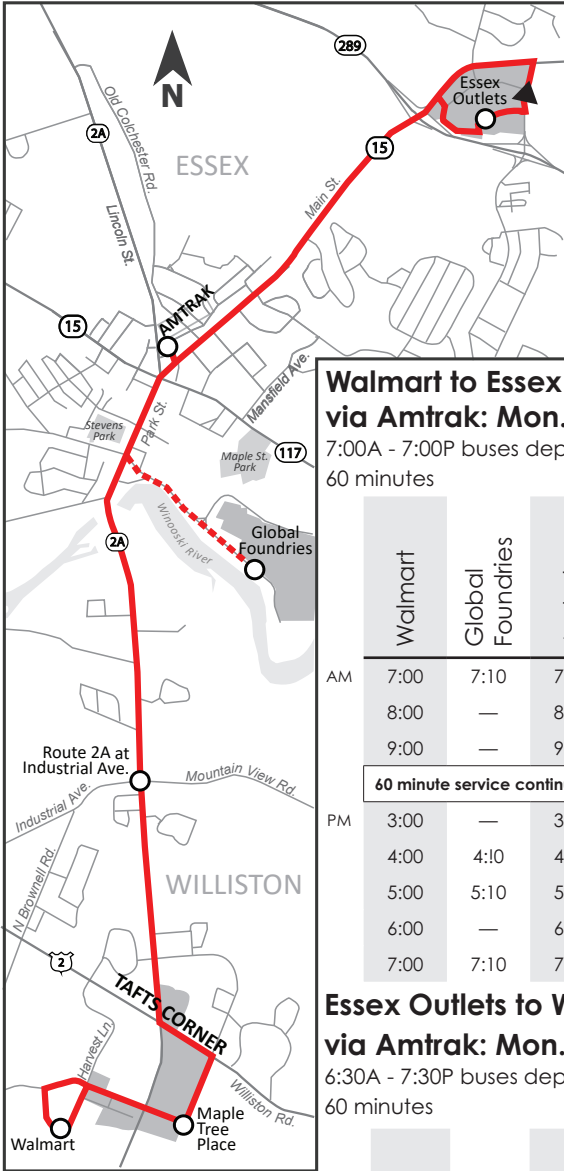 289
Essex
Outlets
N
2A
Old Colchester Rd.
ESSEX
15
Main St.
Lincoln St.
AMTRAK
15
Mansfield Ave.
Stevens
Park
Park St.
Maple St.
Park
117
2A
Winooski River
Global
Foundries
Route 2A at
Industrial Ave.
Mountain View Rd.
Industrial Ave.
N Brownell Rd.
WILLISTON
2
TAFTS CORNER
Harvest Ln.
Williston Rd.
Maple
Tree
Place
Walmart
Walmart to Essex
via Amtrak: Mon.
7:00A - 7:00P buses dep
60 minutes
Walmart
Global
Foundries
AM 7:00 7:10 7
8:00 — 8
9:00 — 9
60 minute service contin
PM 3:00 — 3
4:00 4:!0 4
5:00 5:10 5
6:00 — 6
7:00 7:10 7
Essex Outlets to W
via Amtrak: Mon.
6:30A - 7:30P buses dep
60 minutes